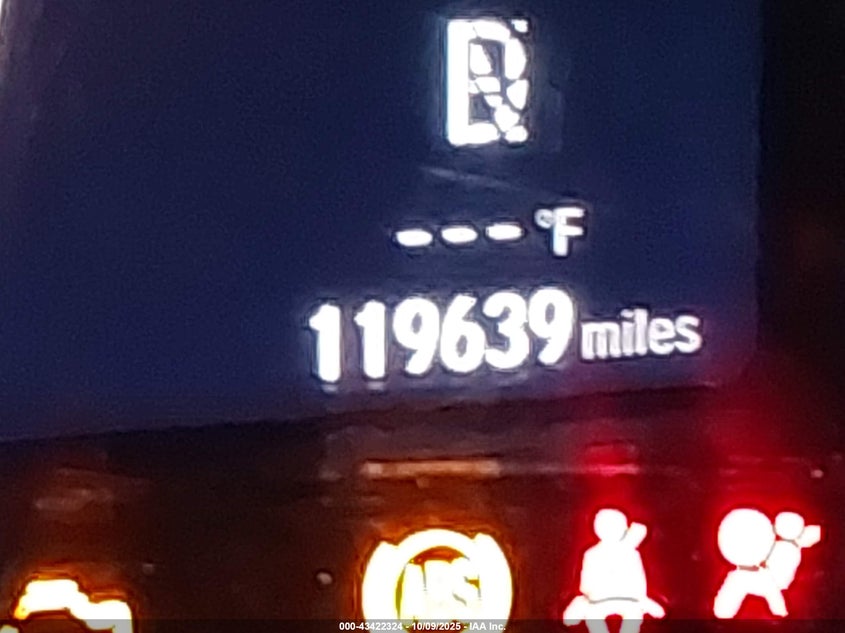 --- °F
119639 miles
ABS
000-43422324 - 10/09/2025 - IAA Inc.